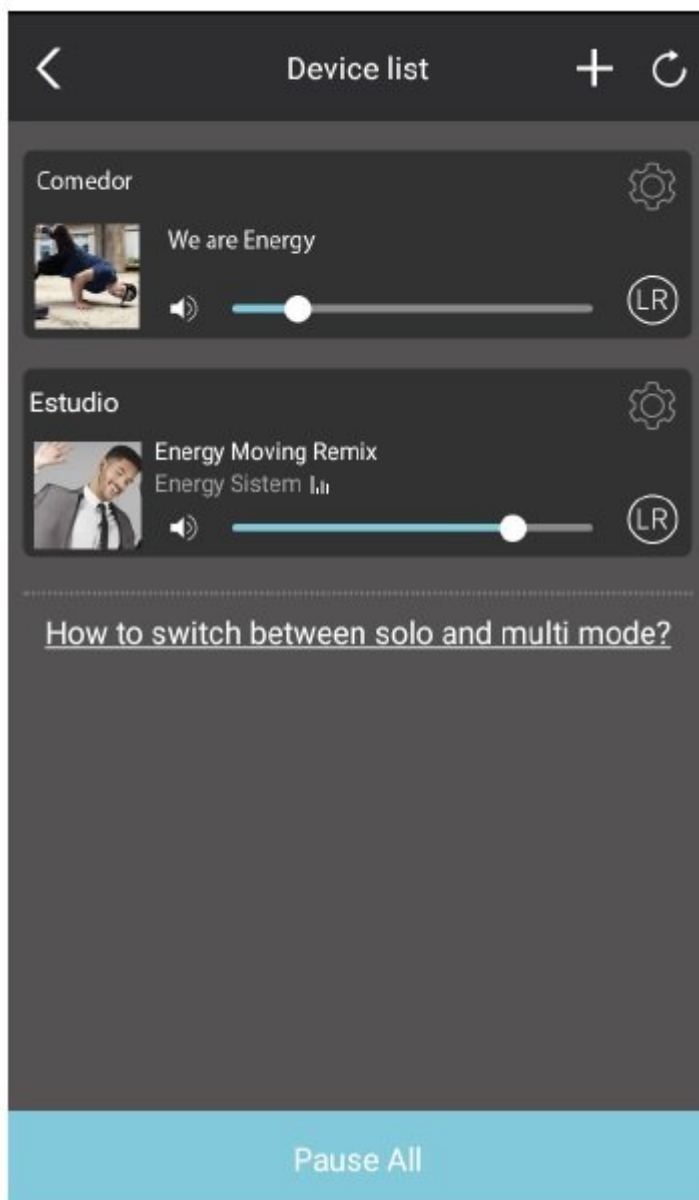 Device list
Comedor
We are Energy
LR
Estudio
Energy Moving Remix
Energy Sistem
LR
How to switch between solo and multi mode?
Pause All